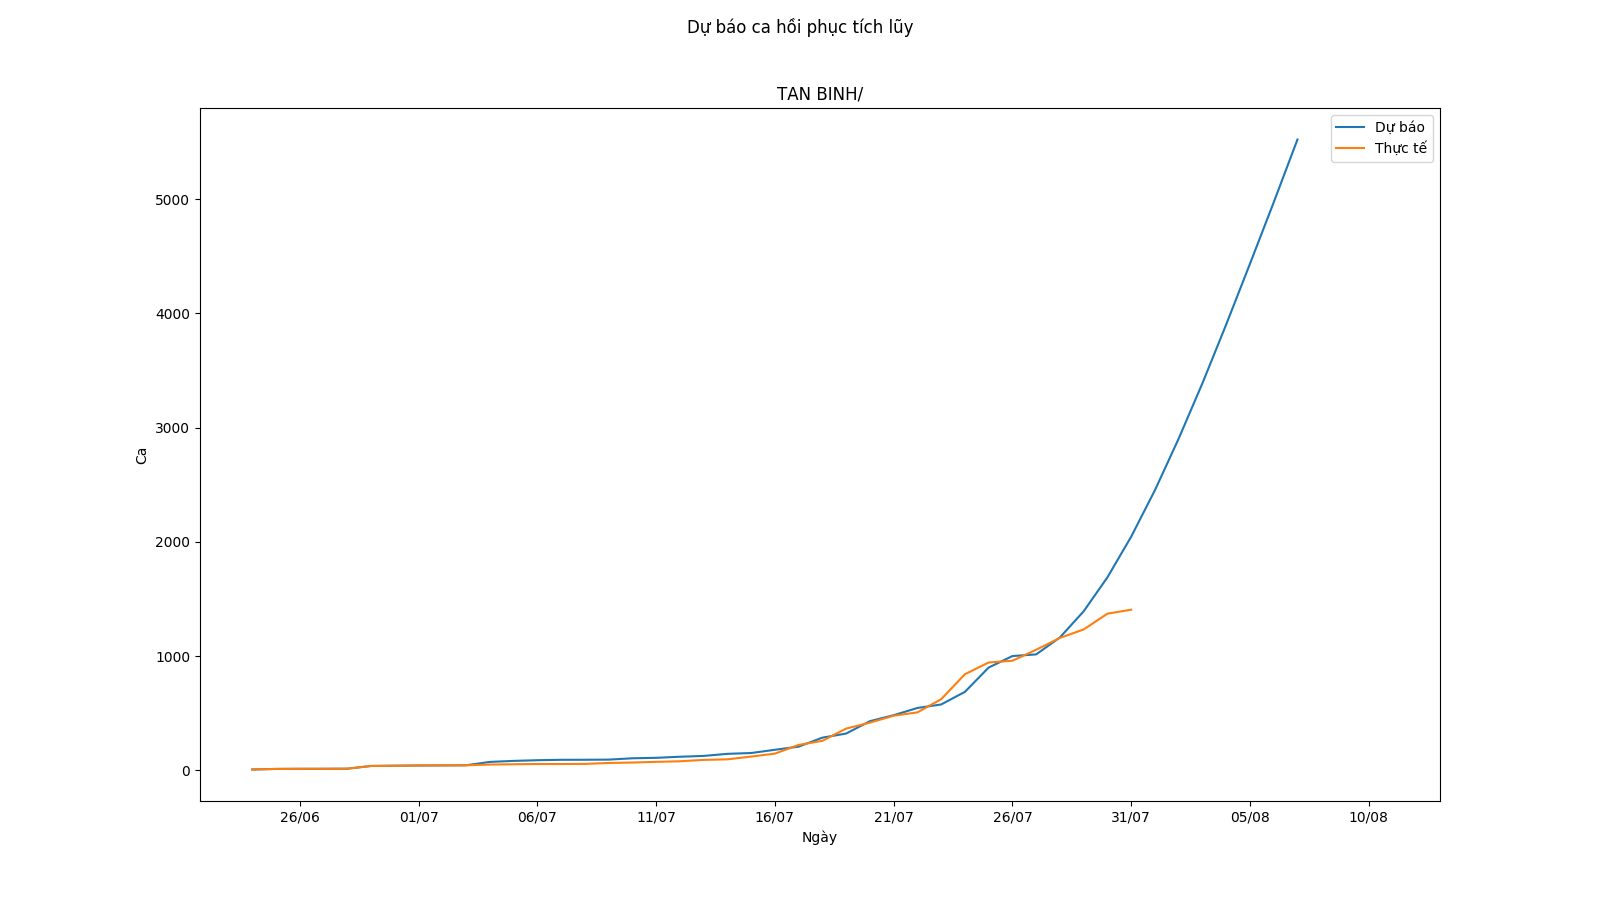 Dự báo ca hồi phục tích lũy
TAN BINH/
Dự báo
Thực tế
5000
4000
3000
2000
1000
0
Ca
26/06 01/07 06/07 11/07 16/07 21/07 26/07 31/07 05/08 10/08
Ngày